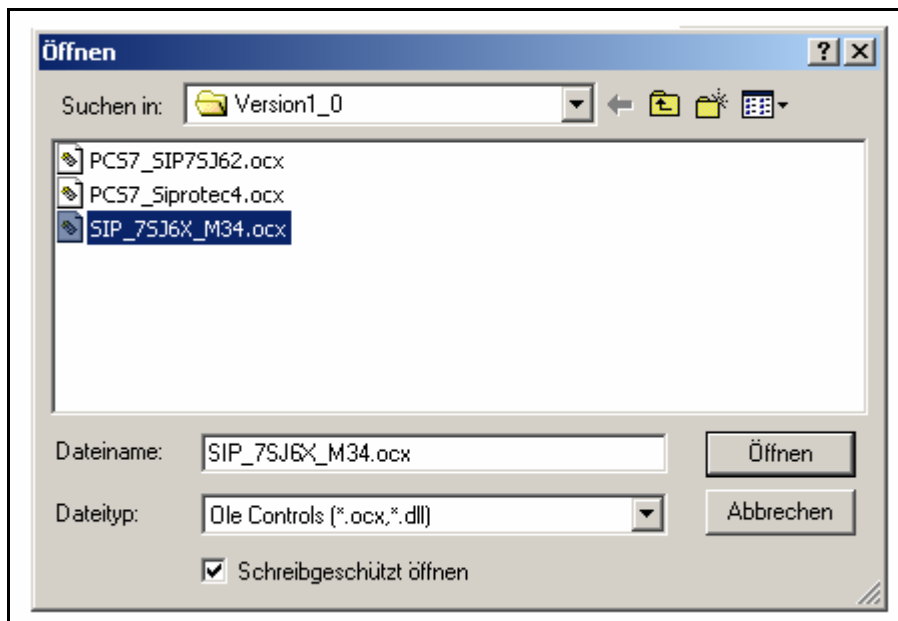 Öffnen
Suchen in: Version1_0
PCS7_SIP7SJ62.ocx
PCS7_Siprotec4.ocx
SIP_7SJ6X_M34.ocx
Dateiname: SIP_7SJ6X_M34.ocx Öffnen
Dateityp: Ole Controls (*.ocx,*.dll) Abbrechen
Schreibgeschützt öffnen